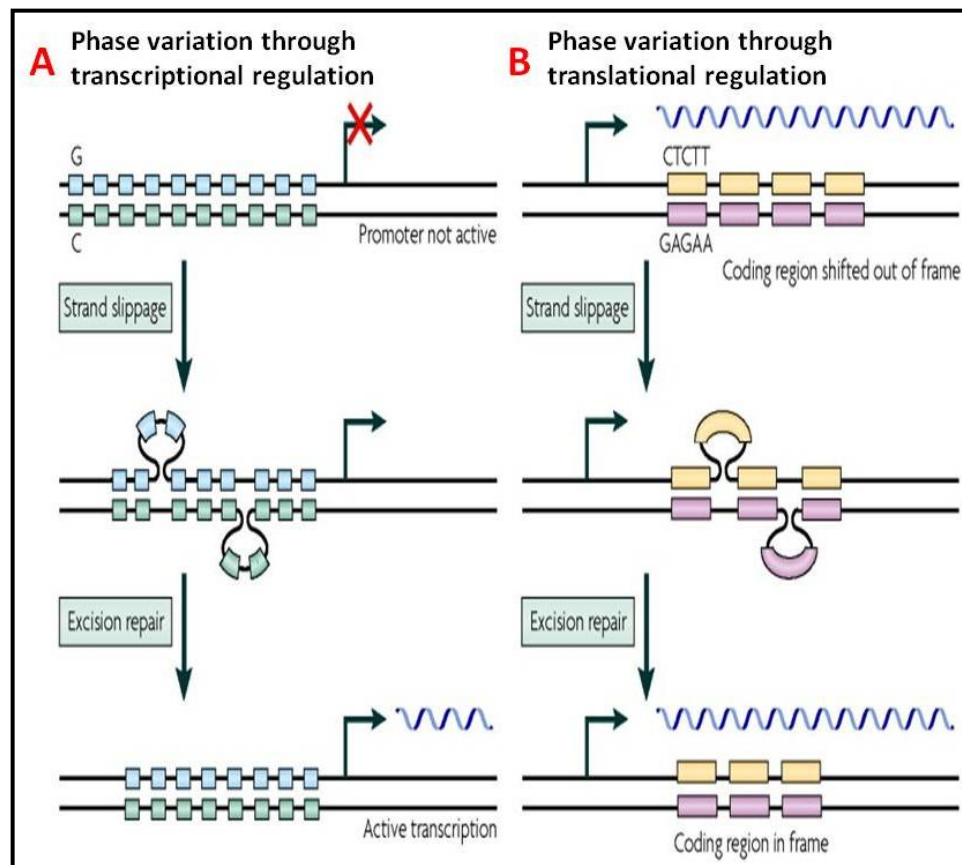 A Phase variation through
transcriptional regulation
G
C
Promoter not active
Strand slippage
Excision repair
Active transcription
B Phase variation through
translational regulation
CTCTT
GAGAA
Coding region shifted out of frame
Strand slippage
Excision repair
Coding region in frame